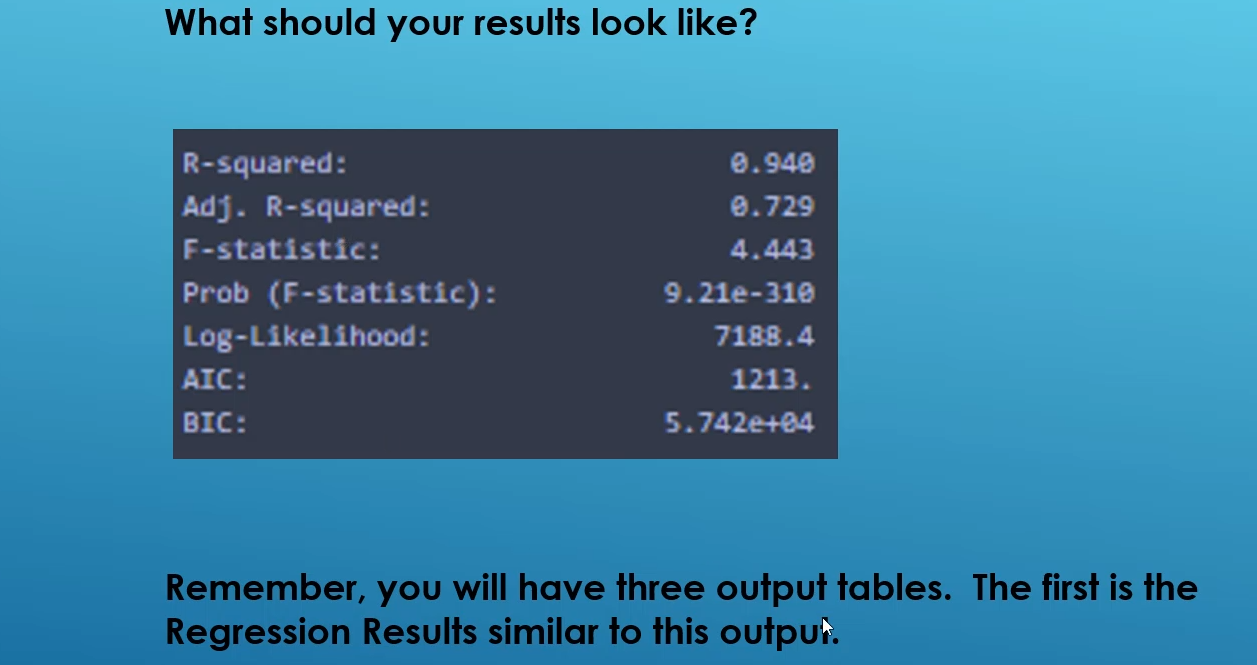 What should your results look like?
R-squared: 0.940
Adj. R-squared: 0.729
F-statistic: 4.443
Prob (F-statistic): 9.21e-310
Log-Likelihood: 7188.4
AIC: 1213.
BIC: 5.742e+04
Remember, you will have three output tables. The first is the
Regression Results similar to this output.